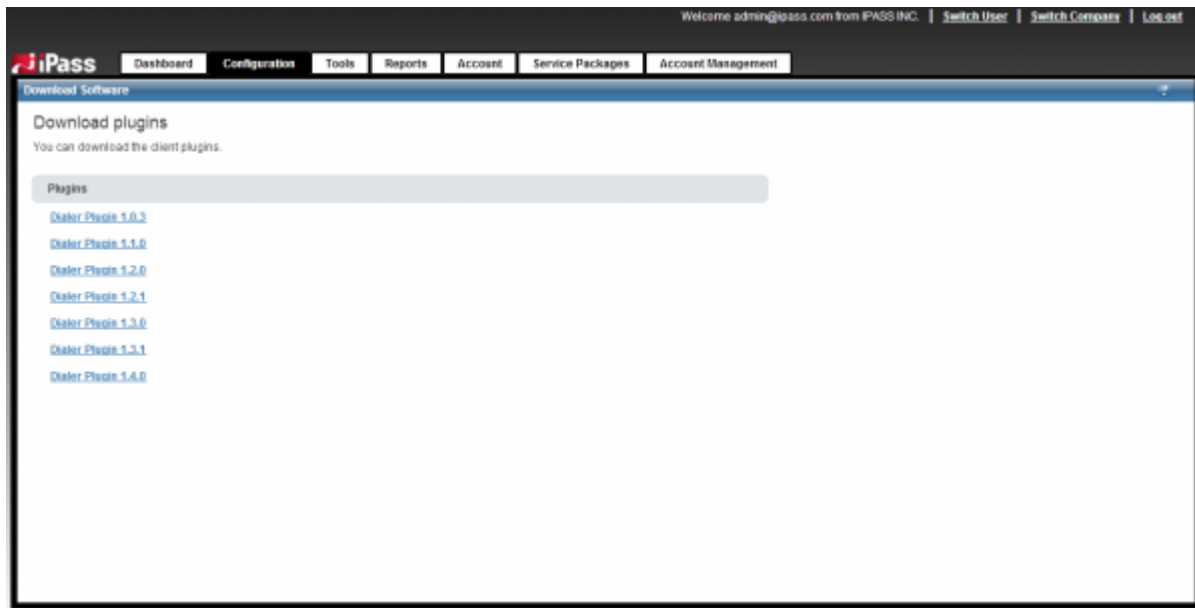 Welcome admin@ipass.com from IPASS INC. | Switch User | Switch Company | Log out
iPass Dashboard Configuration Tools Reports Account Service Packages Account Management
Download Software ?
Download plugins
You can download the client plugins.
Plugins
Dialer Plugin 1.0.3
Dialer Plugin 1.1.0
Dialer Plugin 1.2.0
Dialer Plugin 1.2.1
Dialer Plugin 1.3.0
Dialer Plugin 1.3.1
Dialer Plugin 1.4.0